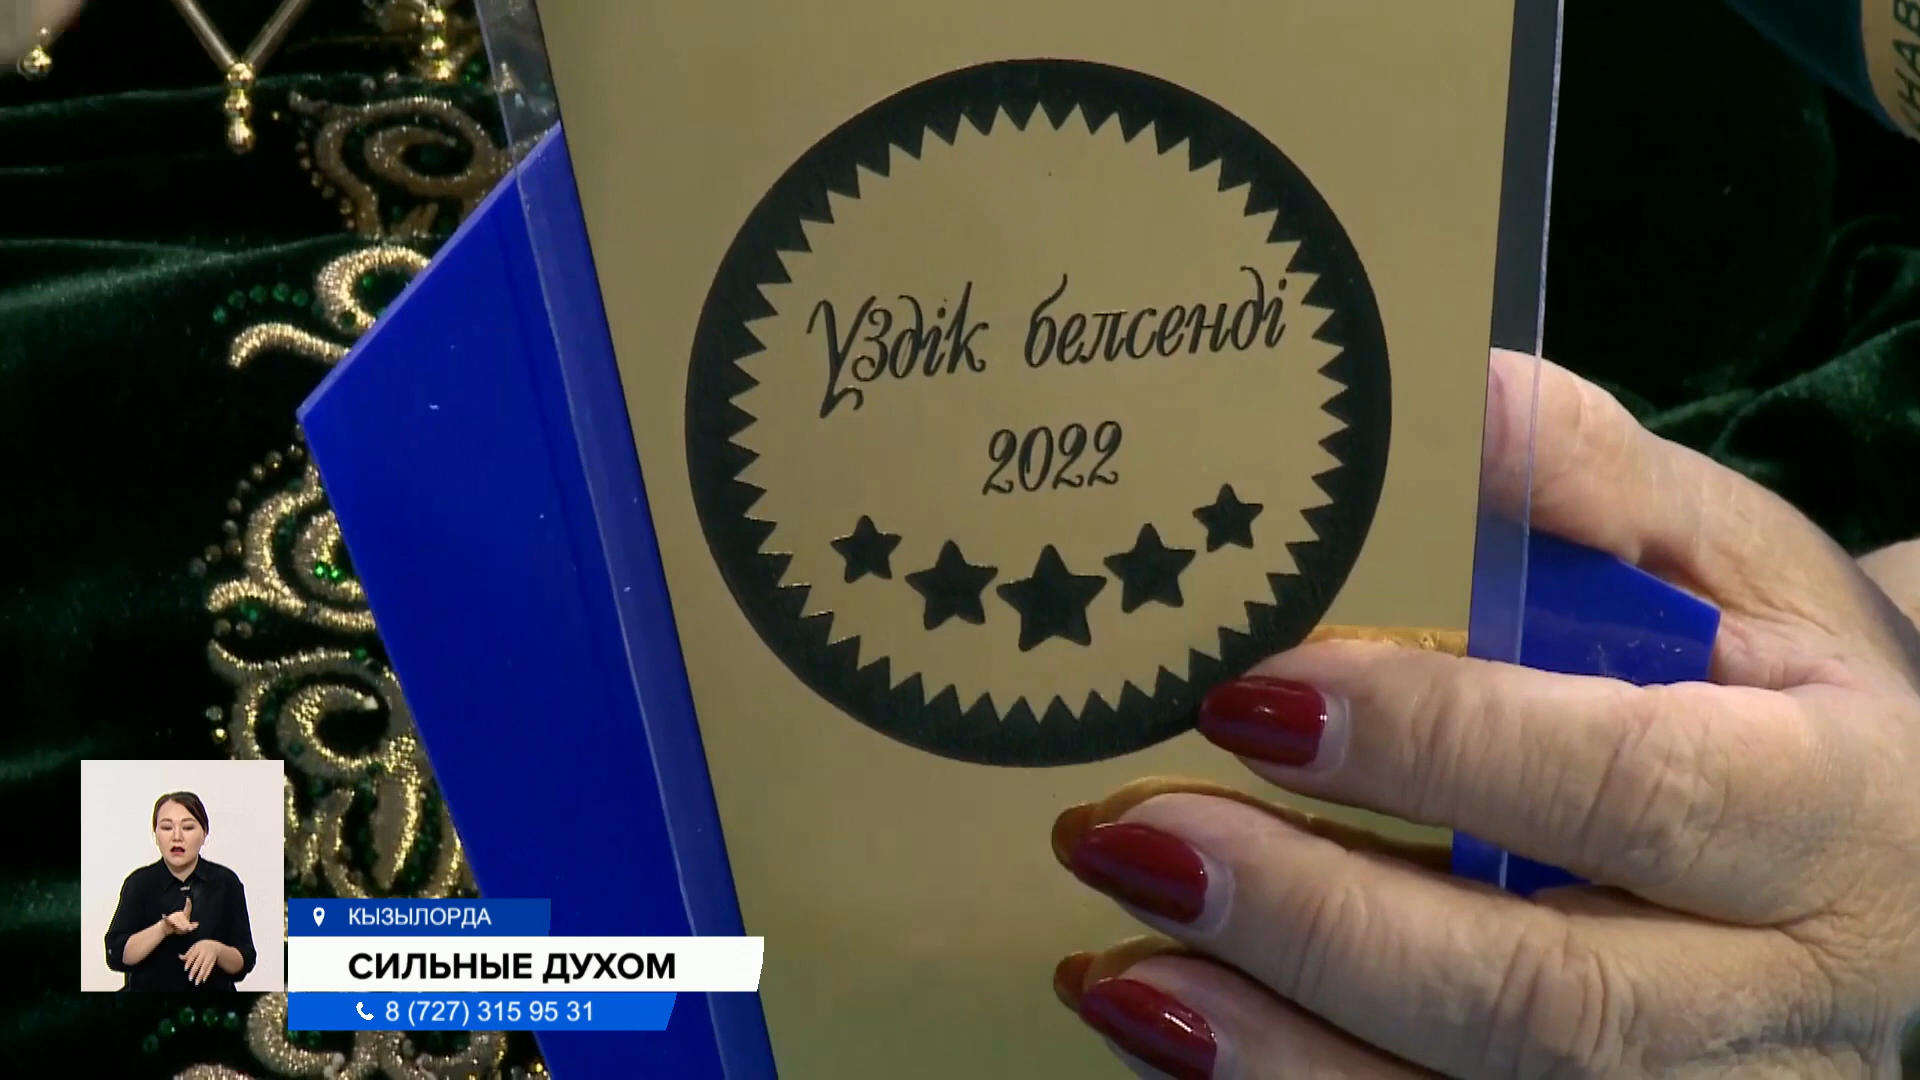 Үздік белсенді
2022
КЫЗЫЛОРДА
СИЛЬНЫЕ ДУХОМ
8 (727) 315 95 31